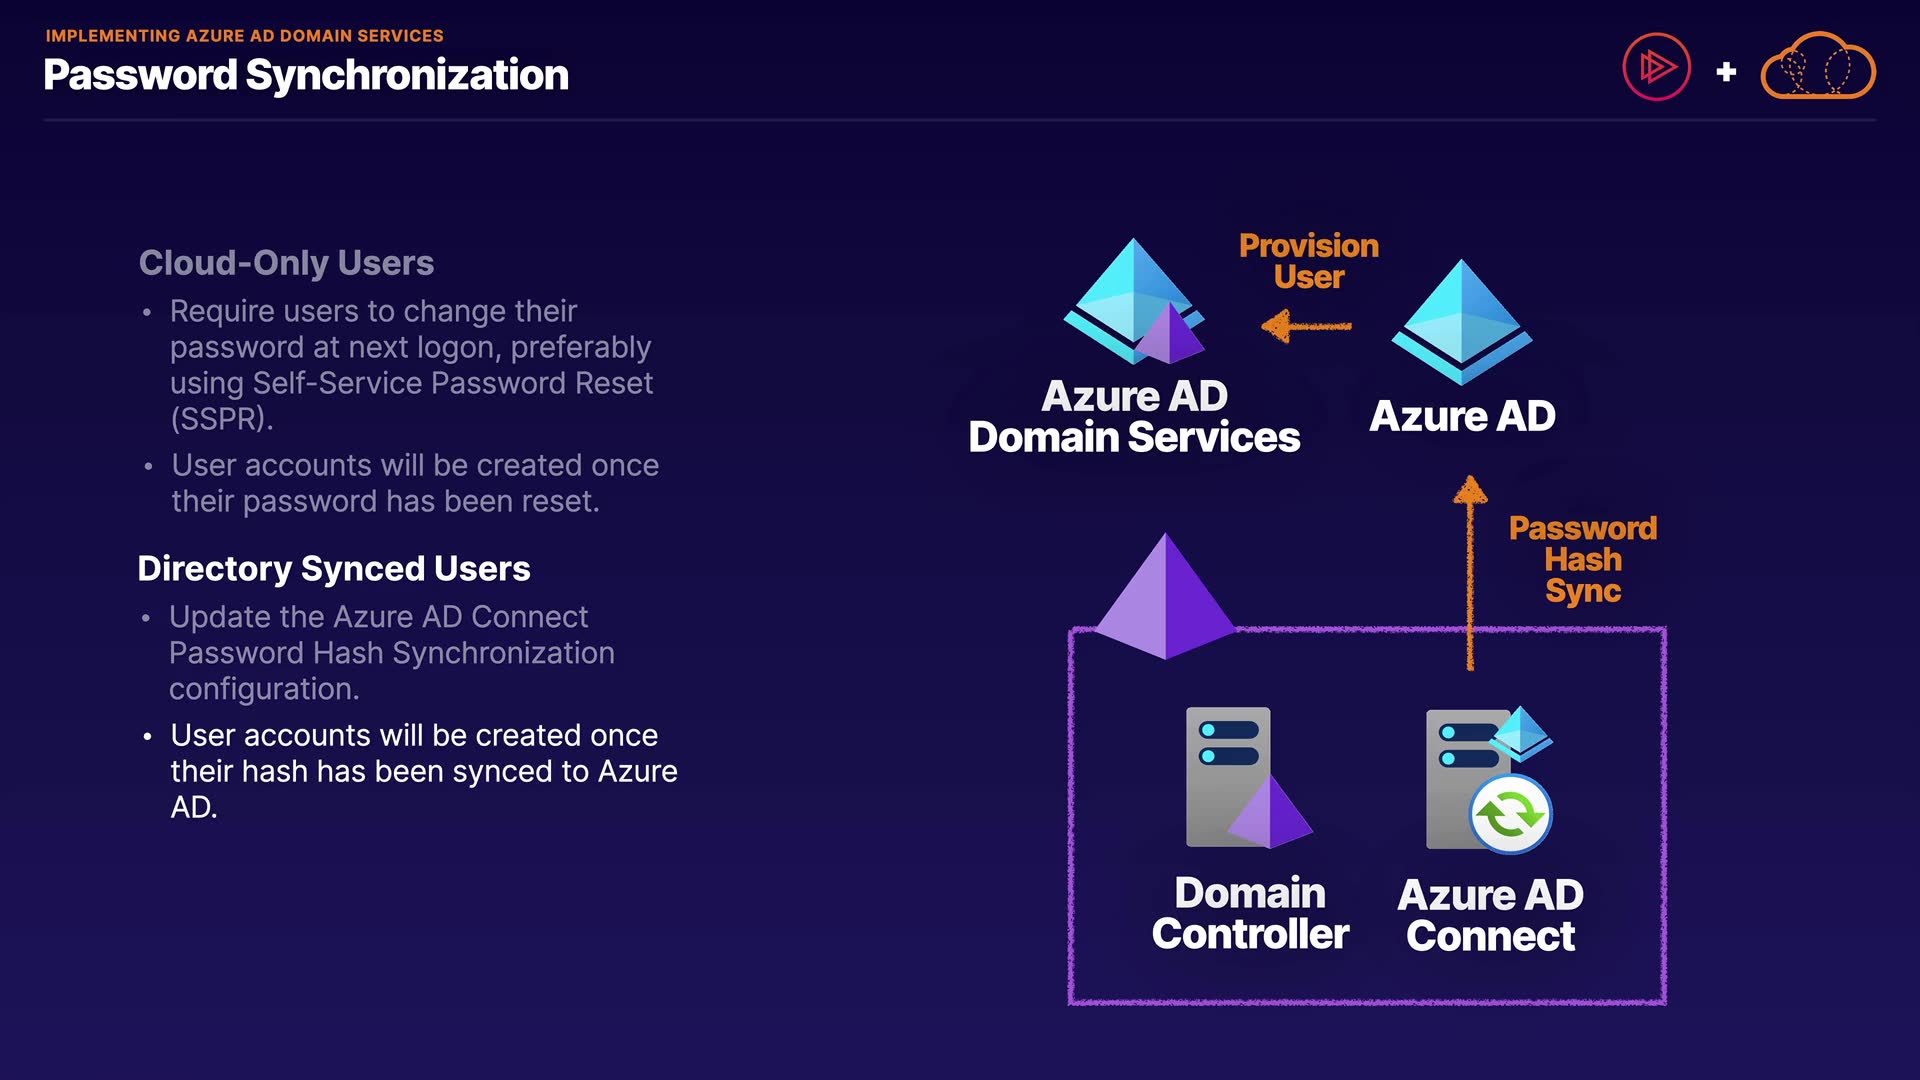 IMPLEMENTING AZURE AD DOMAIN SERVICES
Password Synchronization
Cloud-Only Users
• Require users to change their
password at next logon, preferably
using Self-Service Password Reset
(SSPR).
• User accounts will be created once
their password has been reset.
Directory Synced Users
• Update the Azure AD Connect
Password Hash Synchronization
configuration.
• User accounts will be created once
their hash has been synced to Azure
AD.
Provision
User
Azure AD
Domain Services
Azure AD
Password
Hash
Sync
Domain
Controller
Azure AD
Connect